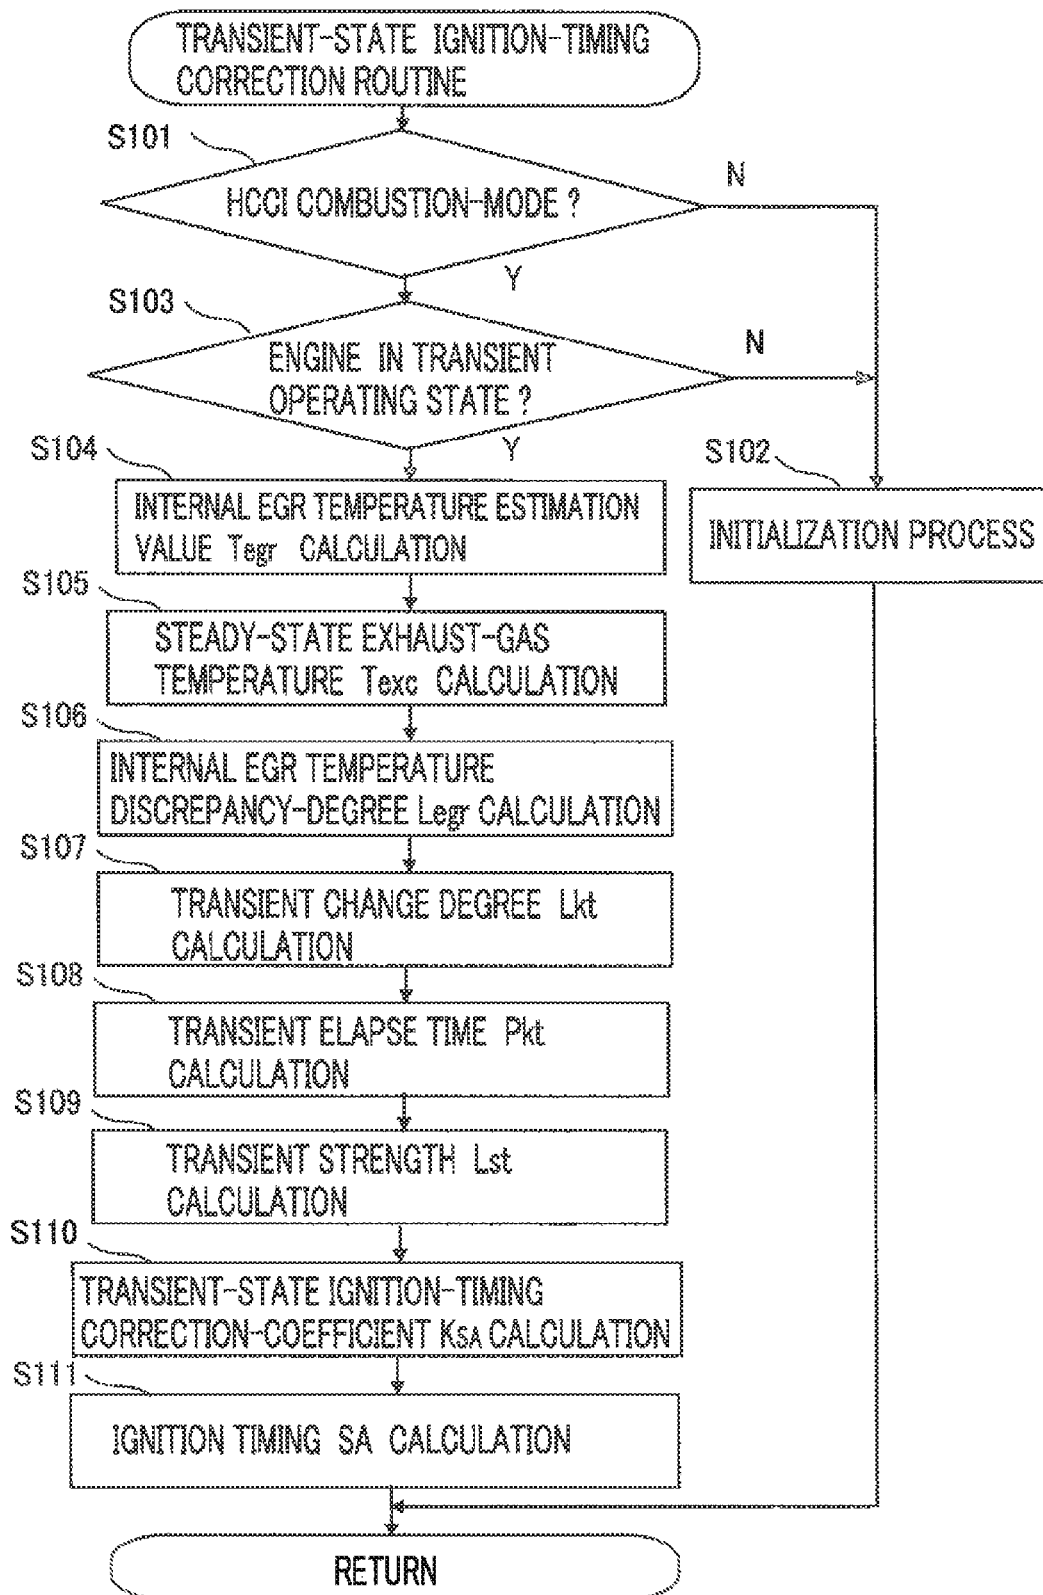 TRANSIENT-STATE IGNITION-TIMING
CORRECTION ROUTINE
S101
HCCI COMBUSTION-MODE ?
N
Y
S103
ENGINE IN TRANSIENT
OPERATING STATE ?
N
Y
S104
INTERNAL EGR TEMPERATURE ESTIMATION
VALUE Tegr CALCULATION
S102
INITIALIZATION PROCESS
S105
STEADY-STATE EXHAUST-GAS
TEMPERATURE Texc CALCULATION
S106
INTERNAL EGR TEMPERATURE
DISCREPANCY-DEGREE Legr CALCULATION
S107
TRANSIENT CHANGE DEGREE Lkt
CALCULATION
S108
TRANSIENT ELAPSE TIME Pkt
CALCULATION
S109
TRANSIENT STRENGTH Lst
CALCULATION
S110
TRANSIENT-STATE IGNITION-TIMING
CORRECTION-COEFFICIENT KSA CALCULATION
S111
IGNITION TIMING SA CALCULATION
RETURN